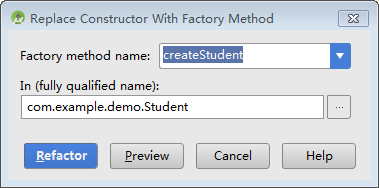 Replace Constructor With Factory Method
Factory method name: createStudent
In (fully qualified name):
com.example.demo.Student ...
Refactor Preview Cancel Help